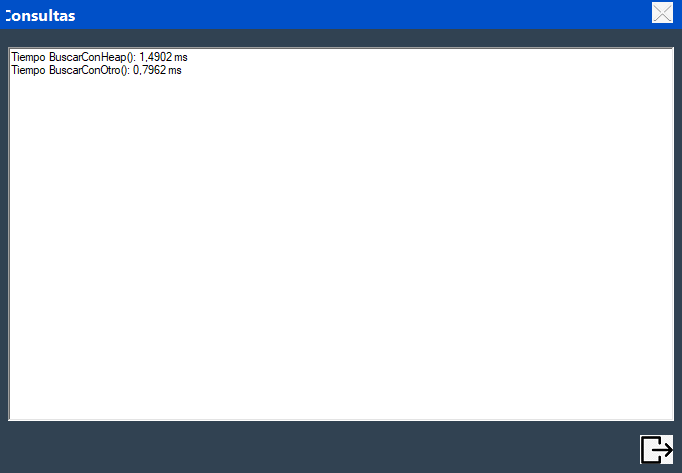 Consultas
Tiempo BuscarConHeap(): 1,4902 ms
Tiempo BuscarConOtro(): 0,7962 ms